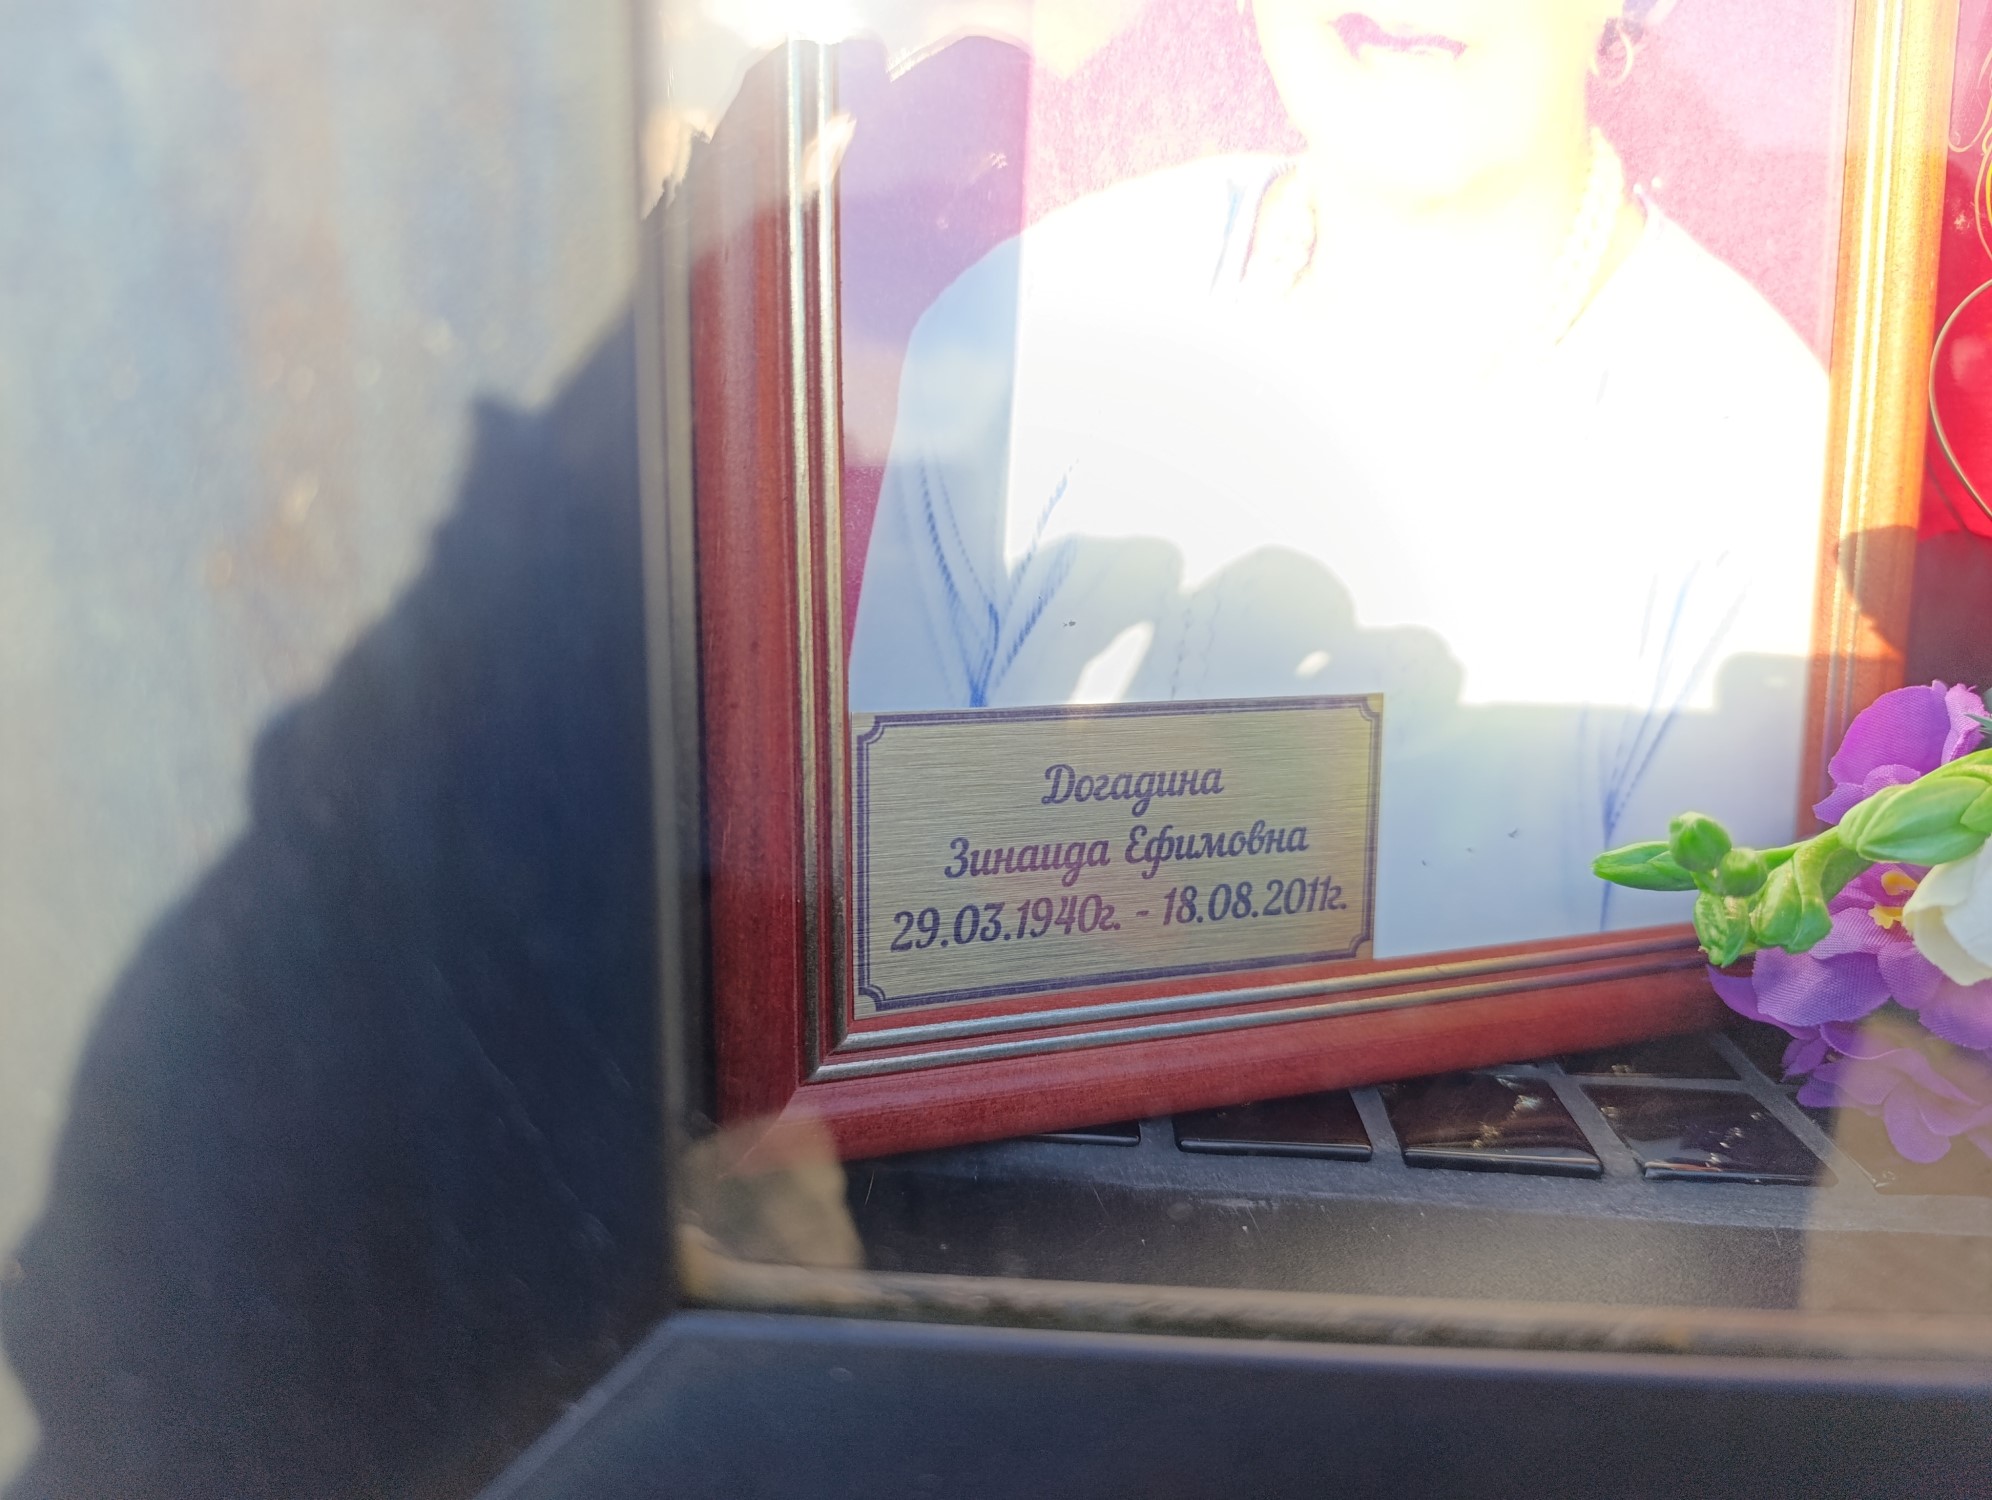 Догадина
Зинаида Ефимовна
29.03.1940г. - 18.08.2011г.